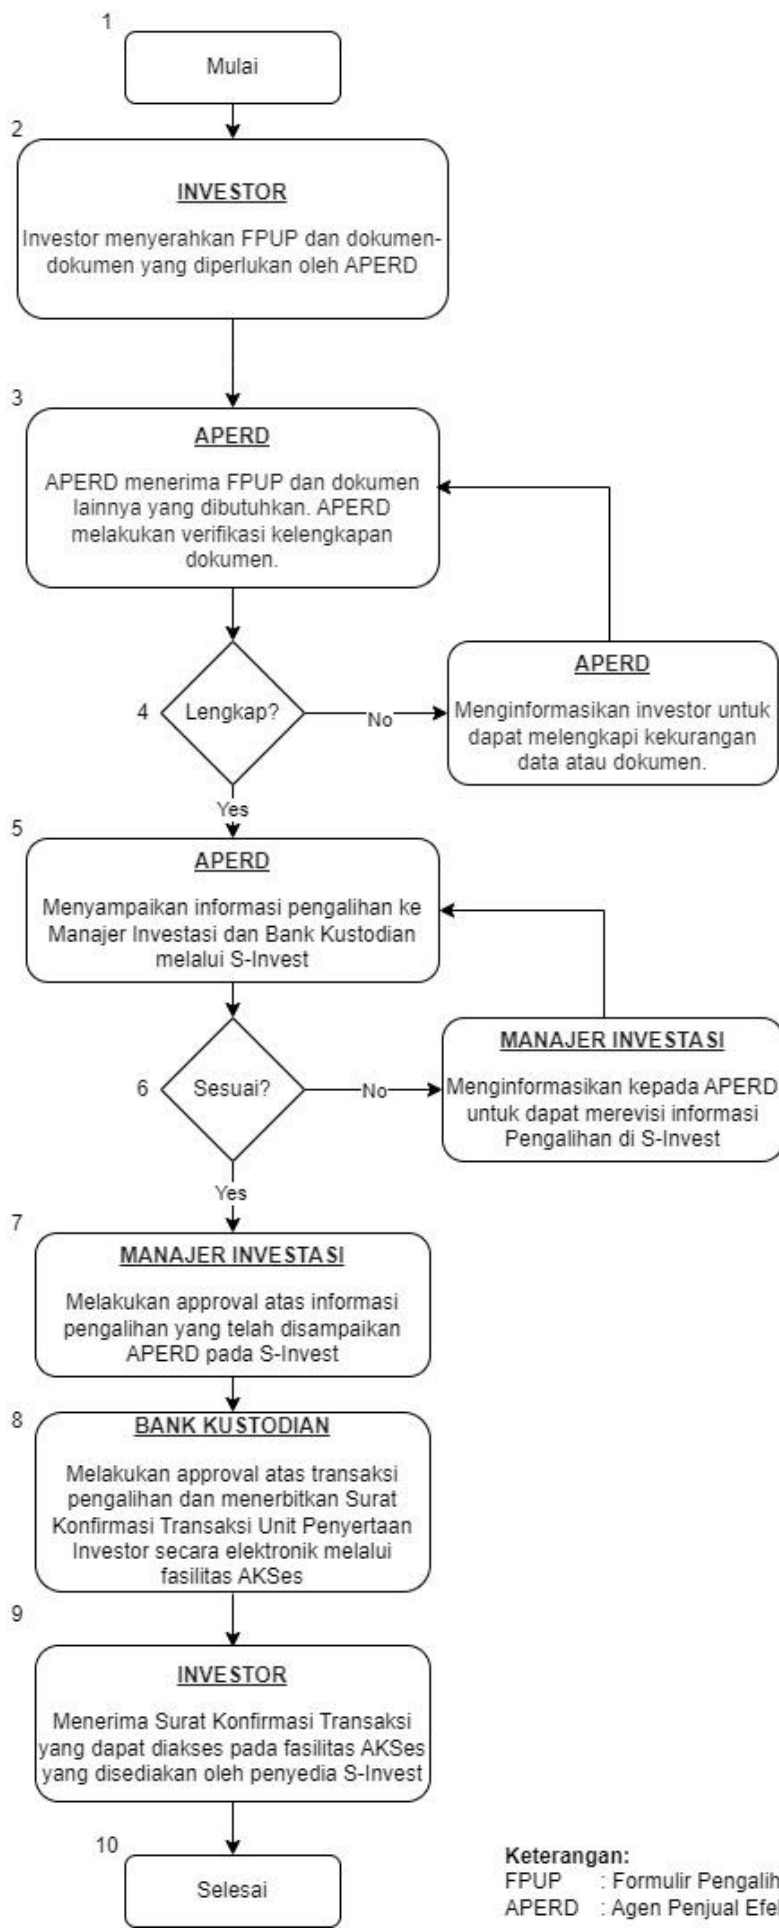 1
Mulai
2
INVESTOR
Investor menyerahkan FPUP dan dokumen-
dokumen yang diperlukan oleh APERD
3
APERD
APERD menerima FPUP dan dokumen
lainnya yang dibutuhkan. APERD
melakukan verifikasi kelengkapan
dokumen.
4
Lengkap?
No
APERD
Menginformasikan investor untuk
dapat melengkapi kekurangan
data atau dokumen.
Yes
5
APERD
Menyampaikan informasi pengalihan ke
Manajer Investasi dan Bank Kustodian
melalui S-Invest
6
Sesuai?
No
MANAJER INVESTASI
Menginformasikan kepada APERD
untuk dapat merevisi informasi
Pengalihan di S-Invest
Yes
7
MANAJER INVESTASI
Melakukan approval atas informasi
pengalihan yang telah disampaikan
APERD pada S-Invest
8
BANK KUSTODIAN
Melakukan approval atas transaksi
pengalihan dan menerbitkan Surat
Konfirmasi Transaksi Unit Penyertaan
Investor secara elektronik melalui
fasilitas AKSes
9
INVESTOR
Menerima Surat Konfirmasi Transaksi
yang dapat diakses pada fasilitas AKSes
yang disediakan oleh penyedia S-Invest
10
Selesai
Keterangan:
FPUP : Formulir
APERD : Agen Penjual